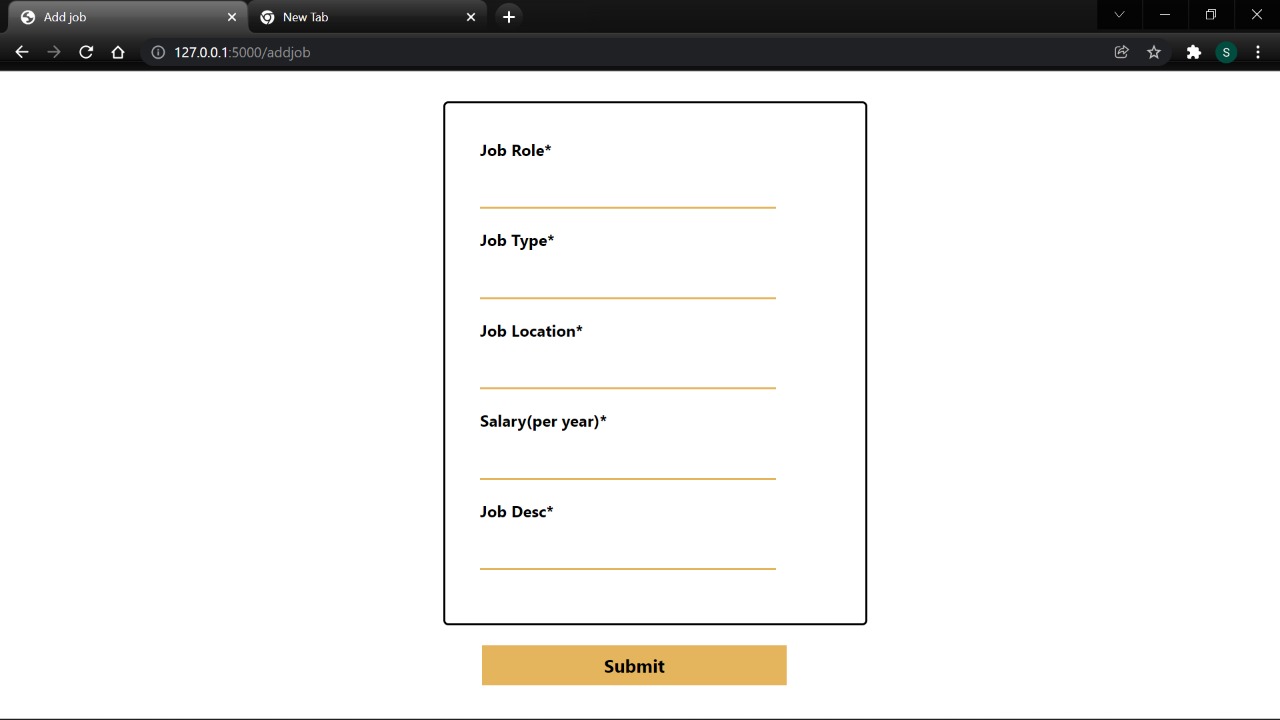 Add job
New Tab
127.0.0.1:5000/addjob
S
Job Role*
Job Type*
Job Location*
Salary(per year)*
Job Desc*
Submit